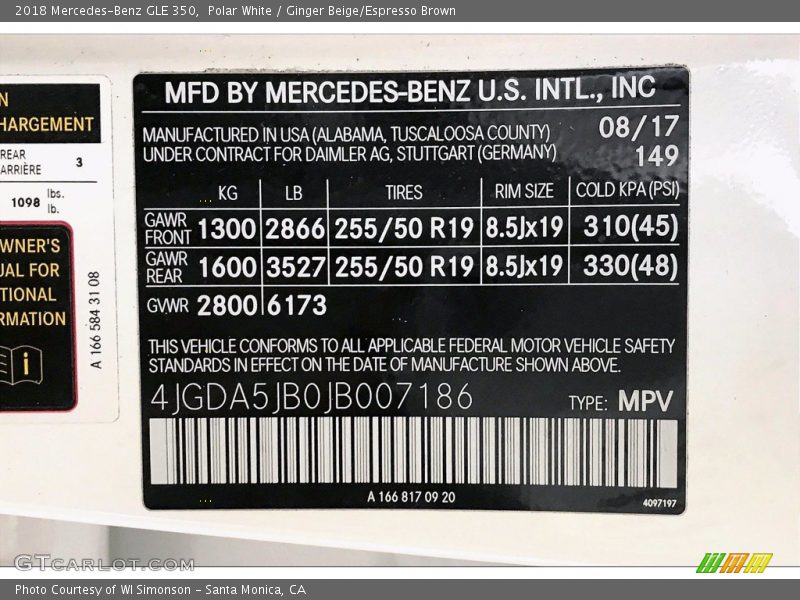 2018 Mercedes-Benz GLE 350,  Polar White / Ginger Beige/Espresso Brown
N
HARGEMENT
REAR
ARRIÈRE
3
1098 lbs.
lb.
WNER'S
UAL FOR
TIONAL
RMATION
i
A 166 584 31 08
MFD BY MERCEDES-BENZ U.S. INTL., INC
MANUFACTURED IN USA (ALABAMA, TUSCALOOSA COUNTY) 08/17
UNDER CONTRACT FOR DAIMLER AG, STUTTGART (GERMANY) 149
KG LB TIRES RIM SIZE COLD KPA (PSI)
GAWR
FRONT 1300 2866 255/50 R19 8.5Jx19 310(45)
GAWR
REAR 1600 3527 255/50 R19 8.5Jx19 330(48)
GVWR 2800 6173
THIS VEHICLE CONFORMS TO ALL APPLICABLE FEDERAL MOTOR VEHICLE SAFETY
STANDARDS IN EFFECT ON THE DATE OF MANUFACTURE SHOWN ABOVE.
4JGDA5JB0JB007186 TYPE: MPV
A 166 817 09 20
4097197
GTCarLot.com
Photo Courtesy of WI Simonson - Santa Monica, CA